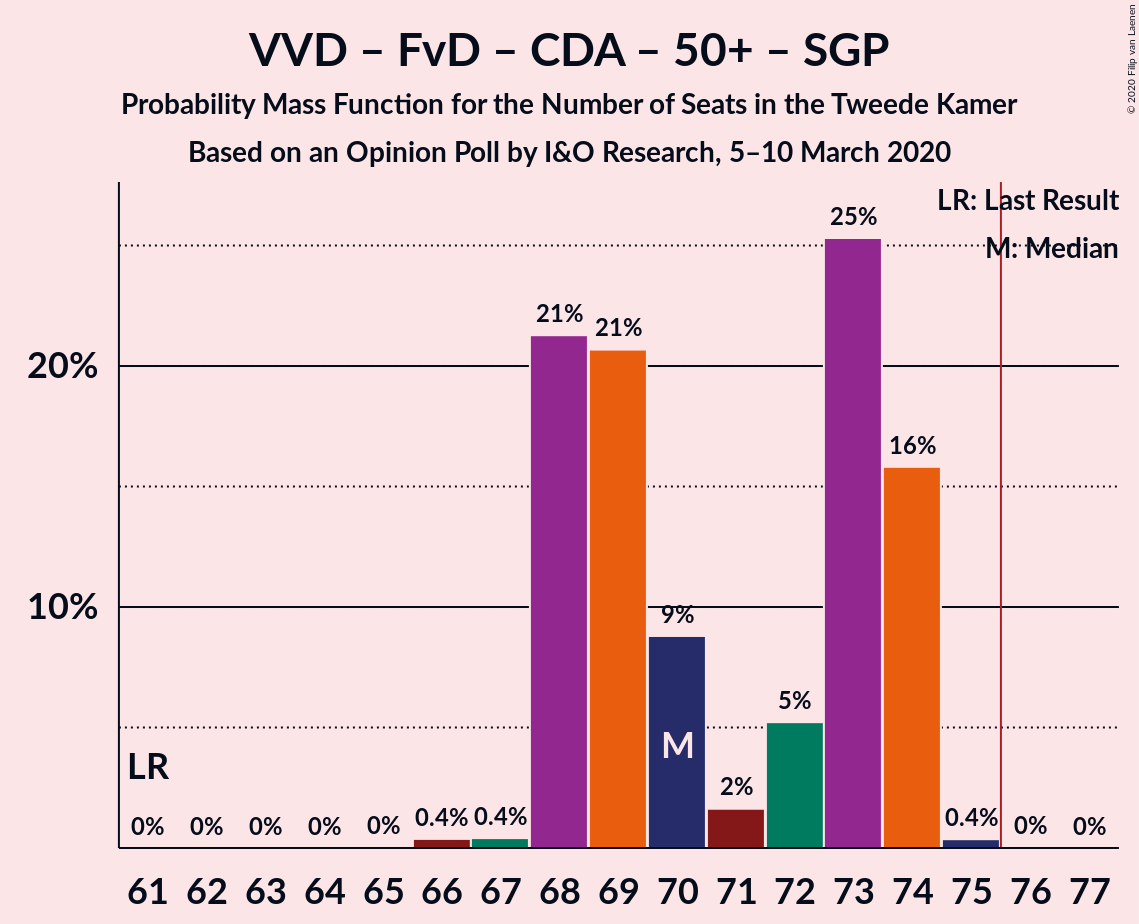 VVD – FvD – CDA – 50+ – SGP
Probability Mass Function for the Number of Seats in the Tweede Kamer
Based on an Opinion Poll by I&O Research, 5–10 March 2020
© 2020 Filip van Laenen
LR: Last Result
M: Median
25%
21%
21%
20%
16%
10%
9%
5%
M
LR
2%
0% 0% 0% 0% 0% 0.4% 0.4% 0.4% 0% 0%
61 62 63 64 65 66 67 68 69 70 71 72 73 74 75 76 77